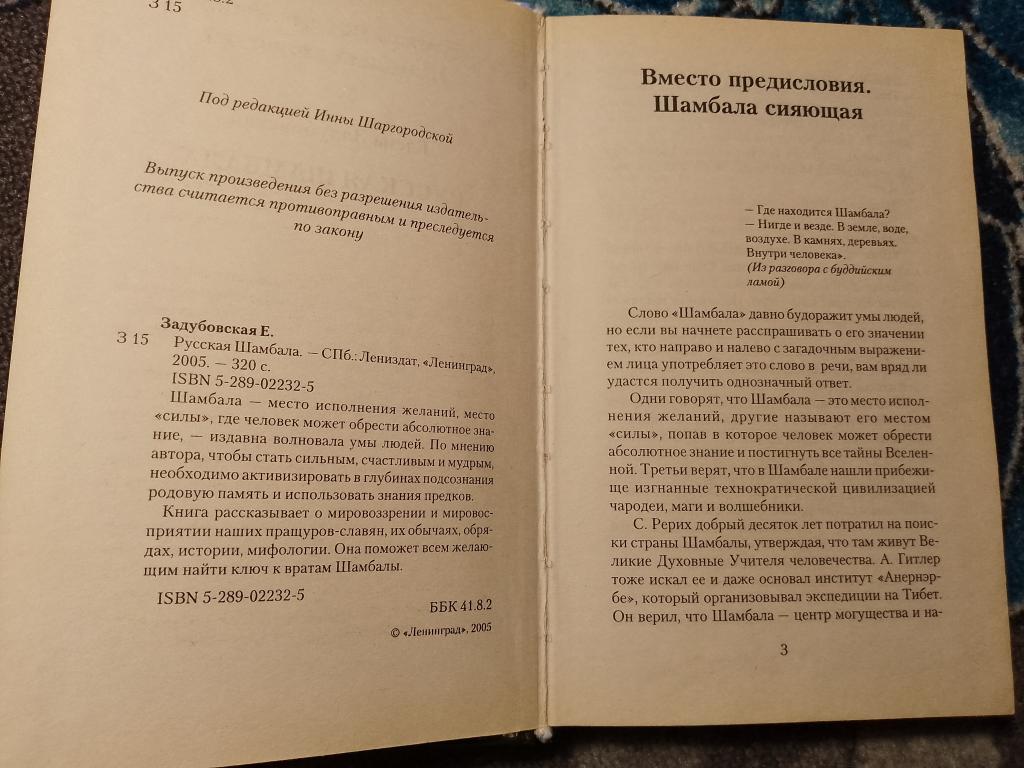 .8.2
З 15
Под редакцией Инны Шаргородской
Выпуск произведения без разрешения издатель-
ства считается противоправным и преследуется
по закону
Задубовская Е.
З 15 Русская Шамбала. — СПб.: Лениздат, «Ленинград»,
2005. — 320 с.
ISBN 5-289-02232-5
Шамбала — место исполнения желаний, место
«силы», где человек может обрести абсолютное зна-
ние, — издавна волновала умы людей. По мнению
автора, чтобы стать сильным, счастливым и мудрым,
необходимо активизировать в глубинах подсознания
родовую память и использовать знания предков.
Книга рассказывает о мировоззрении и мировос-
приятии наших пращуров-славян, их обычаях, обря-
дах, истории, мифологии. Она поможет всем желаю-
щим найти ключ к вратам Шамбалы.
ISBN 5-289-02232-5
ББК 41.8.2
© «Ленинград», 2005
Вместо предисловия.
Шамбала сияющая
– Где находится Шамбала?
– Нигде и везде. В земле, воде,
воздухе. В камнях, деревьях.
Внутри человека».
(Из разговора с буддийским
ламой)
Слово «Шамбала» давно будоражит умы людей,
но если вы начнете расспрашивать о его значении
тех, кто направо и налево с загадочным выражени-
ем лица употребляет это слово в речи, вам вряд ли
удастся получить однозначный ответ.
Одни говорят, что Шамбала — это место испол-
нения желаний, другие называют его местом
«силы», попав в которое человек может обрести
абсолютное знание и постигнуть все тайны Вселен-
ной. Третьи верят, что в Шамбале нашли прибежи-
ще изгнанные технократической цивилизацией
чародеи, маги и волшебники.
С. Рерих добрый десяток лет потратил на поис-
ки страны Шамбалы, утверждая, что там живут Ве-
ликие Духовные Учителя человечества. А. Гитлер
тоже искал ее и даже основал институт «Анернэр-
бе», который организовывал экспедиции на Тибет.
Он верил, что Шамбала — центр могущества и на-
3